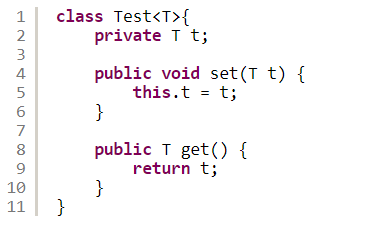 1 class Test<T>{
2     private T t;
3
4     public void set(T t) {
5         this.t = t;
6     }
7
8     public T get() {
9         return t;
10     }
11 }